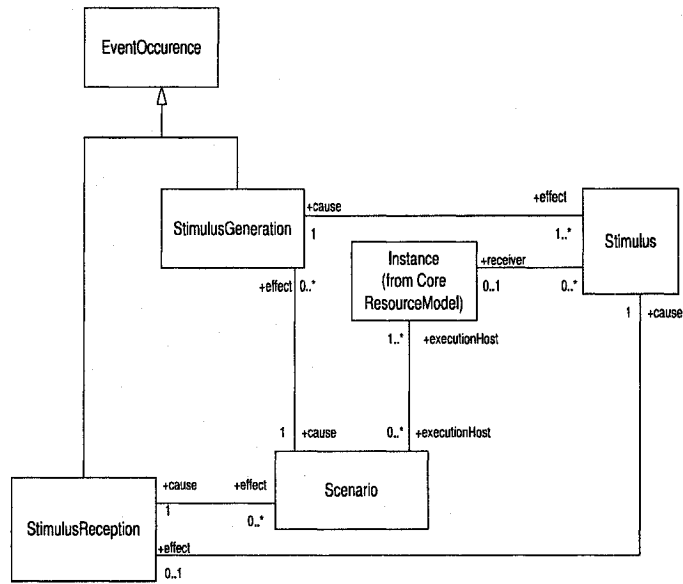 EventOccurence
StimulusGeneration
+cause
1
+effect
1..*
Stimulus
Instance
(from Core
ResourceModel)
+receiver
0..1
0..*
+effect
0..*
1
+cause
1..*
+executionHost
1
+cause
0..*
+executionHost
Scenario
StimulusReception
+cause
1
+effect
0..*
+effect
0..1